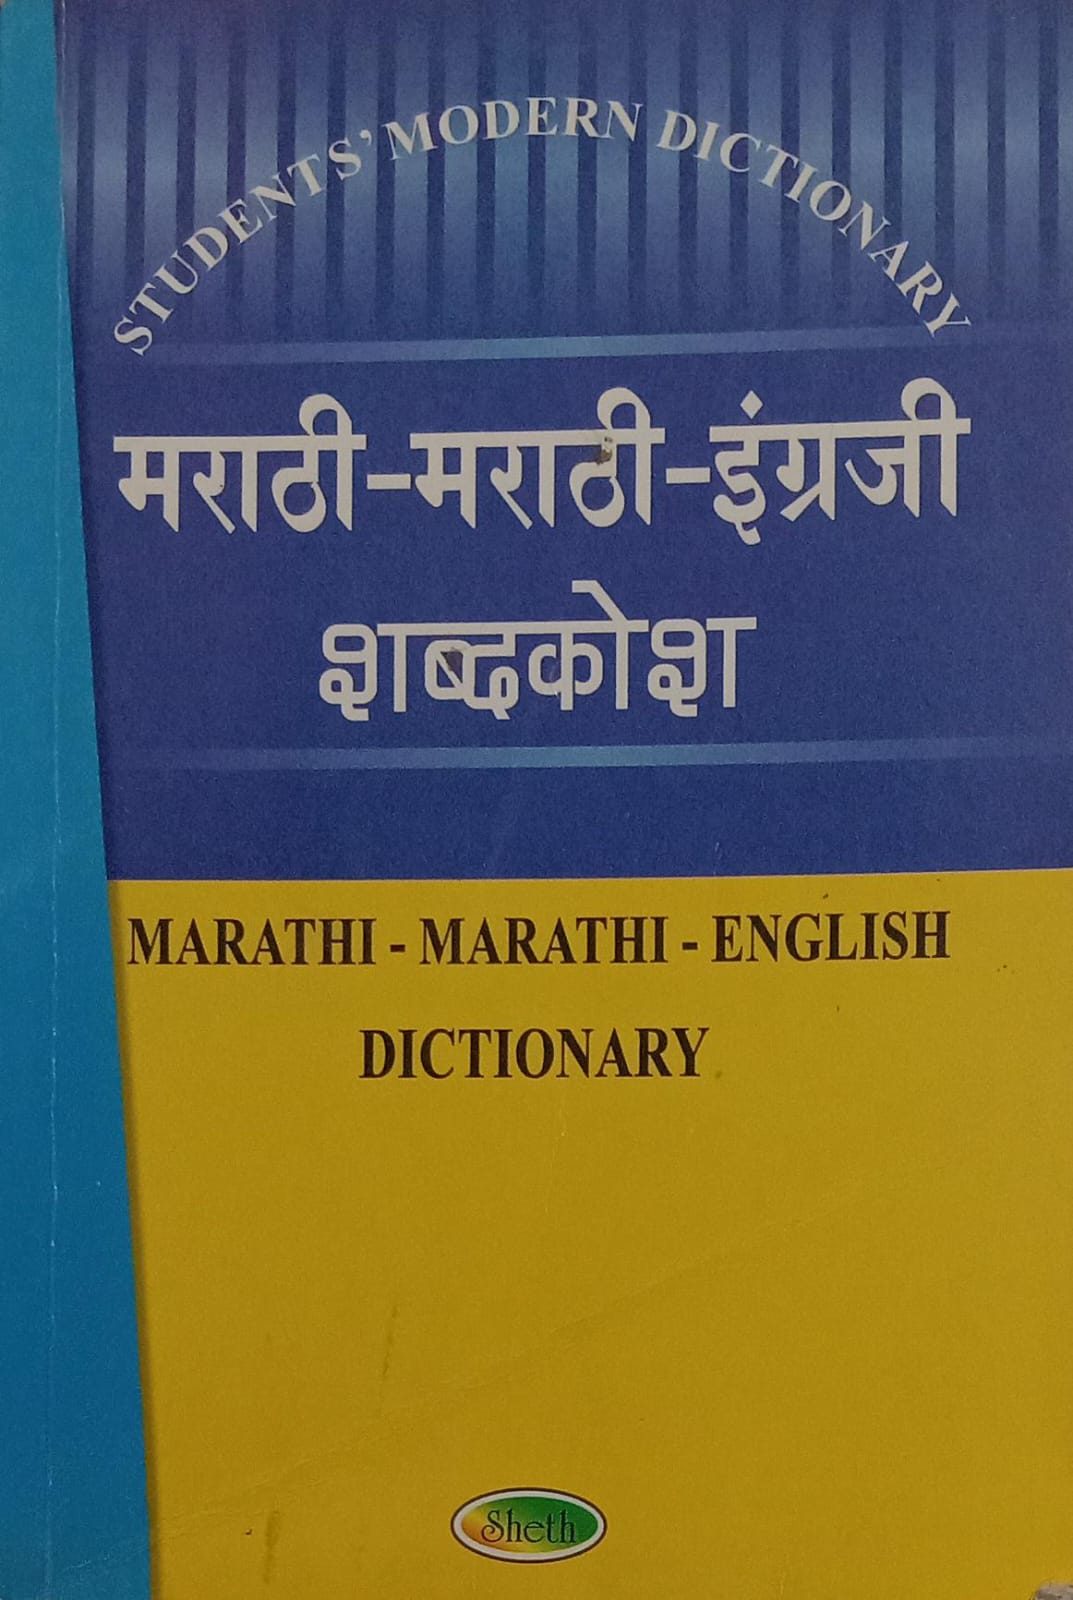 STUDENTS' MODERN DICTIONARY
मराठी-मराठी-इंग्रजी
शब्दकोश
MARATHI - MARATHI - ENGLISH
DICTIONARY
Sheth